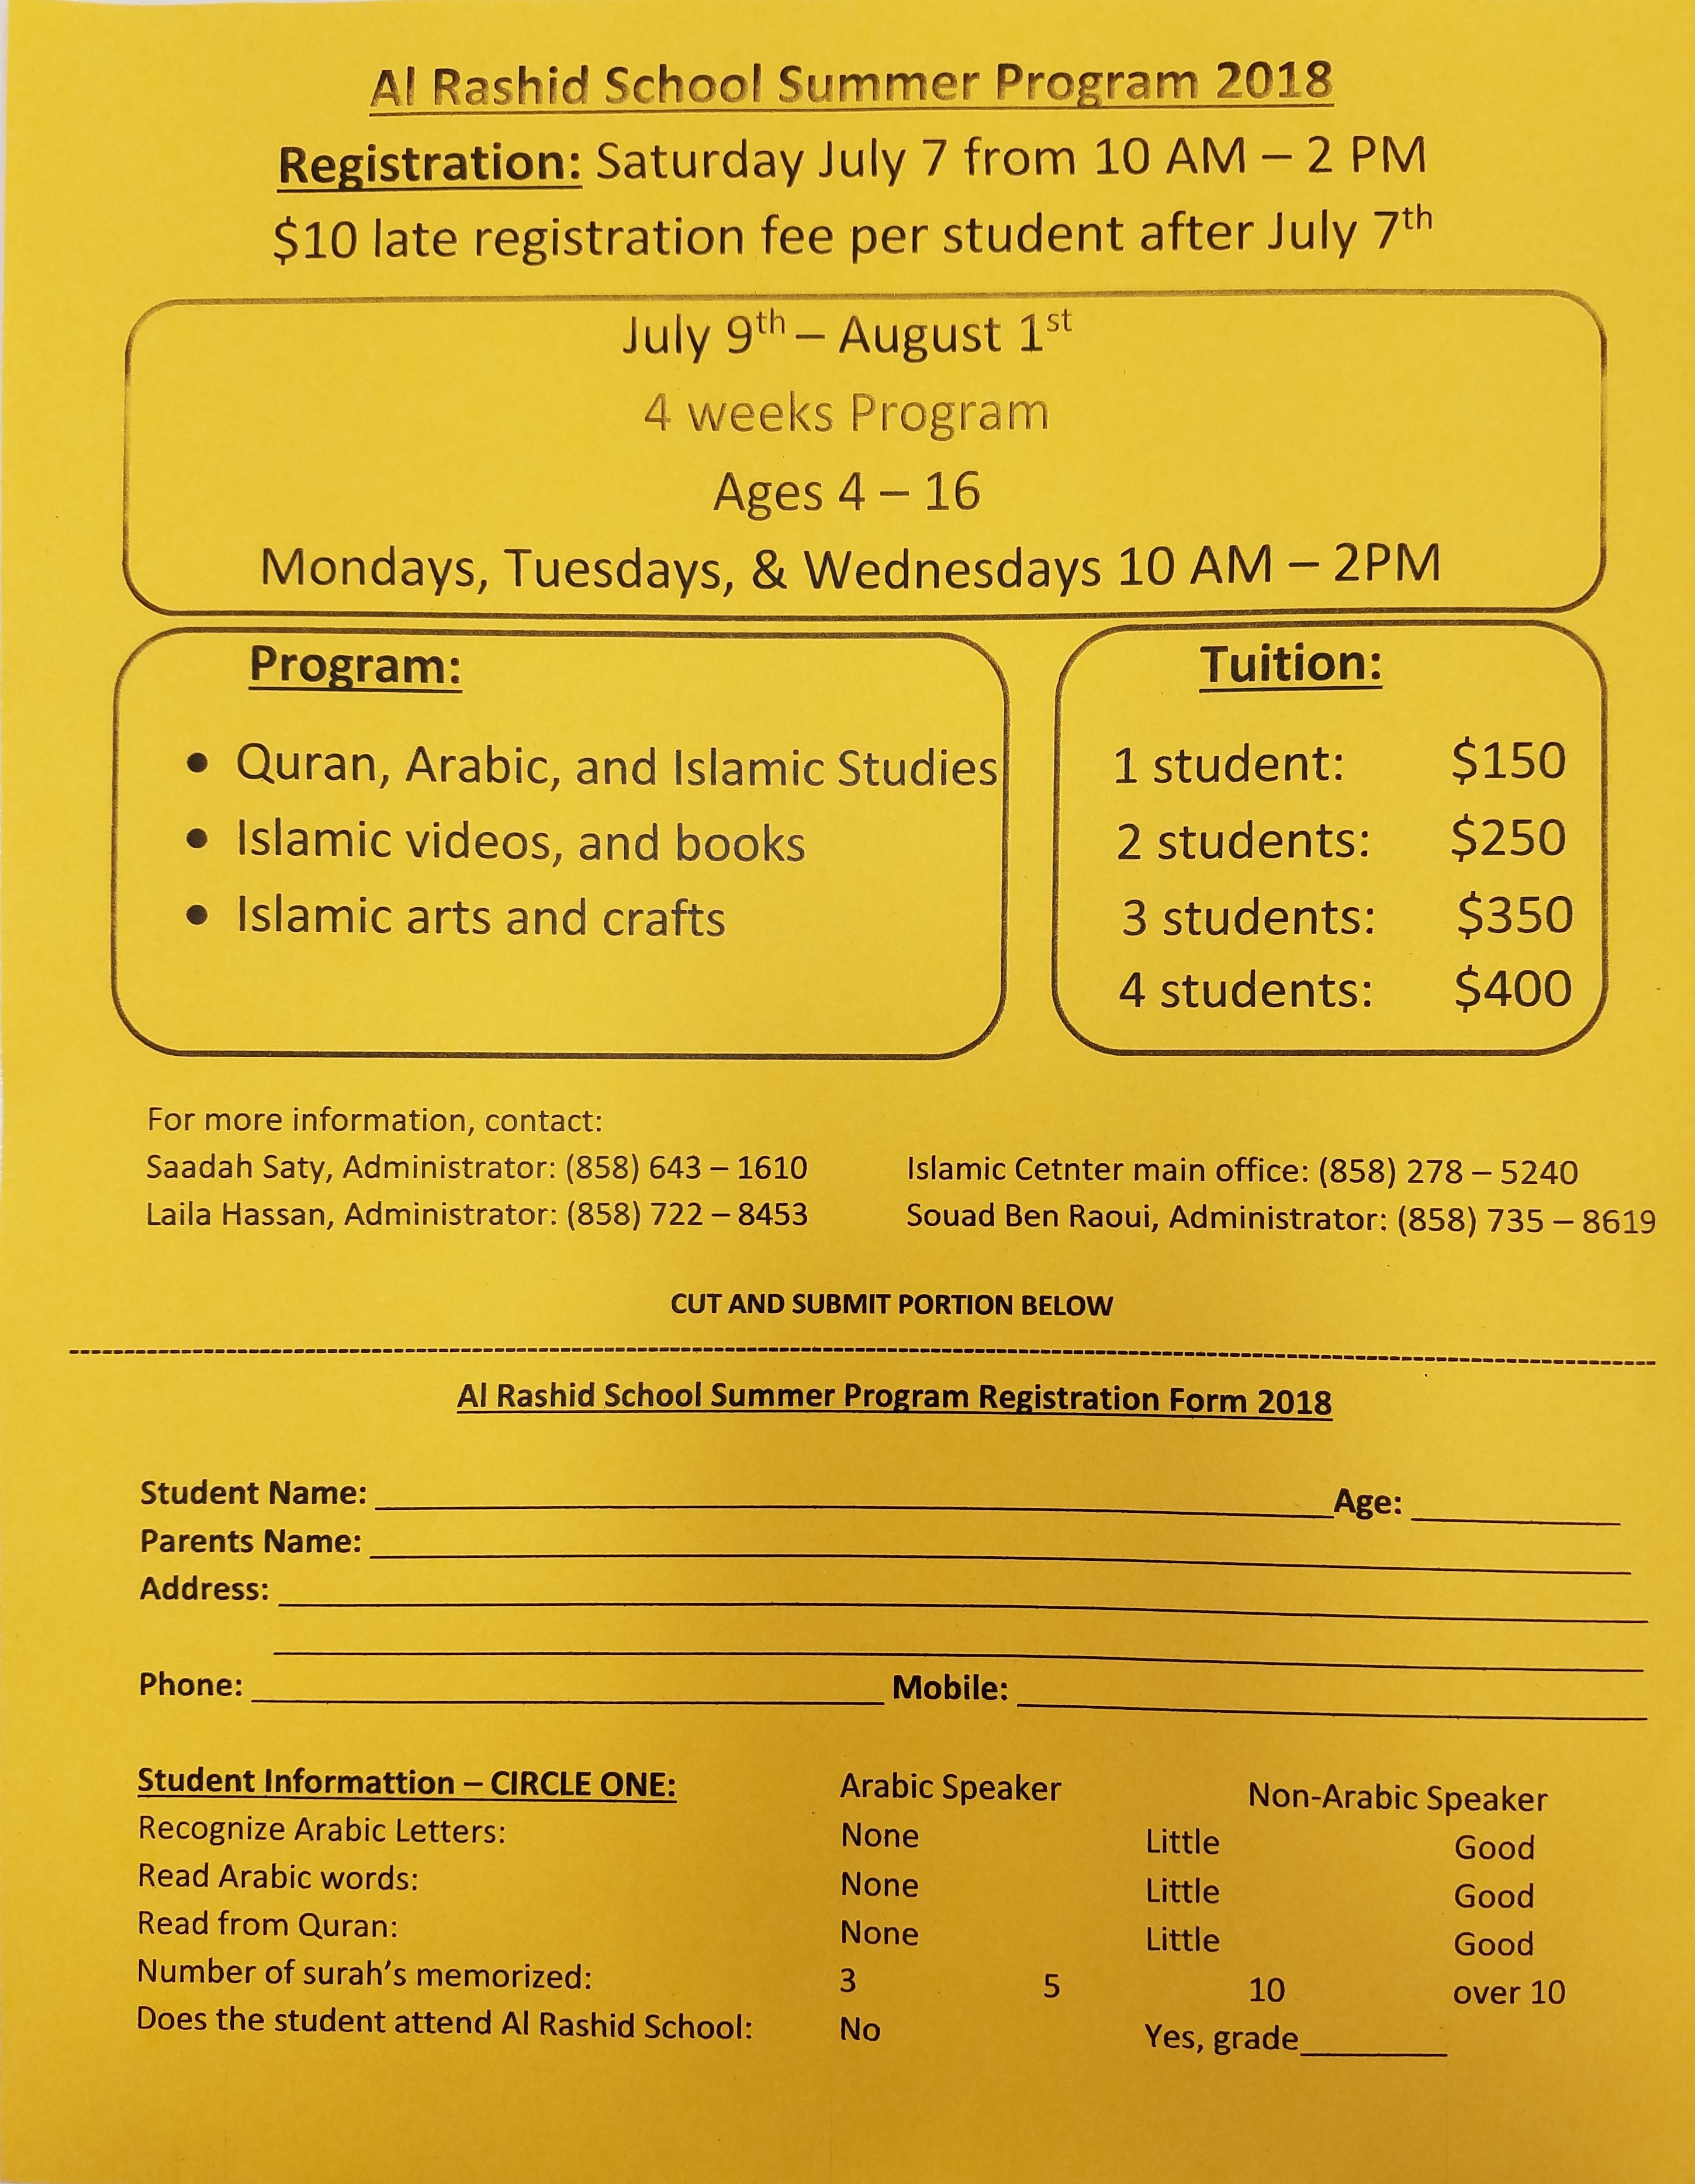 Al Rashid School Summer Program 2018
Registration: Saturday July 7 from 10 AM – 2 PM
$10 late registration fee per student after July 7th
July 9th – August 1st
4 weeks Program
Ages 4 – 16
Mondays, Tuesdays, & Wednesdays 10 AM – 2PM
Program:
• Quran, Arabic, and Islamic Studies
• Islamic videos, and books
• Islamic arts and crafts
Tuition:
1 student: $150
2 students: $250
3 students: $350
4 students: $400
For more information, contact:
Saadah Saty, Administrator: (858) 643 – 1610 Islamic Cetnter main office: (858) 278 – 5240
Laila Hassan, Administrator: (858) 722 – 8453 Souad Ben Raoui, Administrator: (858) 735 – 8619
CUT AND SUBMIT PORTION BELOW
Al Rashid School Summer Program Registration Form 2018
Student Name: Age:
Parents Name:
Address:
Phone: Mobile:
Student Informattion – CIRCLE ONE: Arabic Speaker Non-Arabic Speaker
Recognize Arabic Letters: None Little Good
Read Arabic words: None Little Good
Read from Quran: None Little Good
Number of surah's memorized: 3 5 10 over 10
Does the student attend Al Rashid School: No Yes, grade